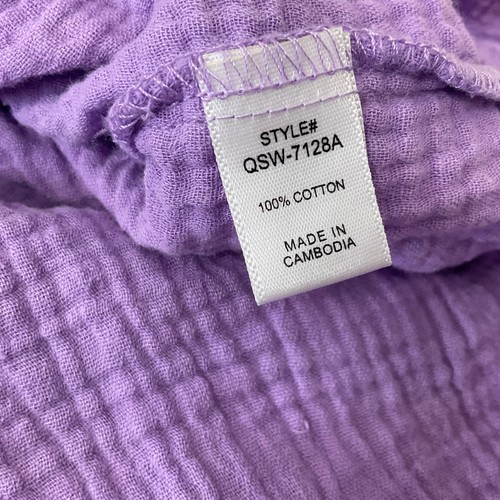 STYLE#
QSW-7128A
100% COTTON
MADE IN
CAMBODIA